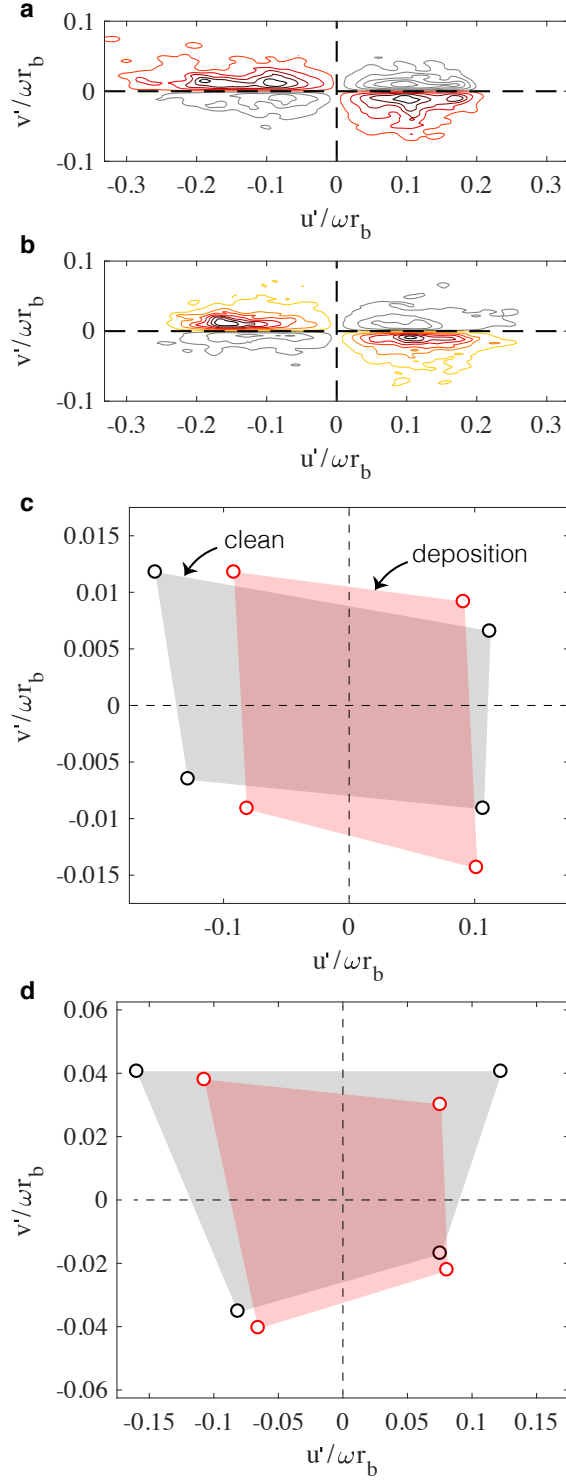 a
0.1
0
-0.1
v'/ωr_b
-0.3 -0.2 -0.1 0 0.1 0.2 0.3
u'/ωr_b
b
0.1
0
-0.1
v'/ωr_b
-0.3 -0.2 -0.1 0 0.1 0.2 0.3
u'/ωr_b
c
clean
deposition
0.015
0.01
0.005
0
-0.005
-0.01
-0.015
v'/ωr_b
-0.1 0 0.1
u'/ωr_b
d
0.06
0.04
0.02
0
-0.02
-0.04
-0.06
v'/ωr_b
-0.15 -0.1 -0.05 0 0.05 0.1 0.15
u'/ωr_b